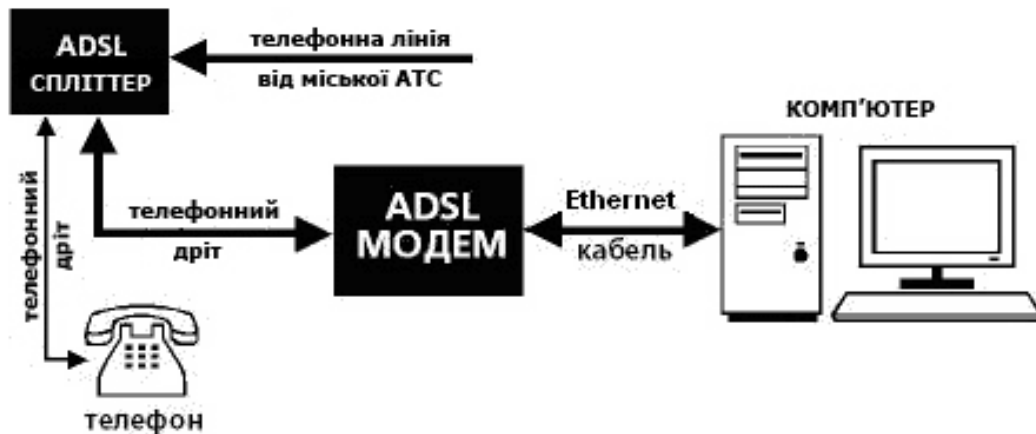 ADSL
СПЛІТТЕР
телефонна лінія
від міської АТС
КОМП’ЮТЕР
телефонний
дріт
телефонний
дріт
ADSL
МОДЕМ
Ethernet
кабель
телефон